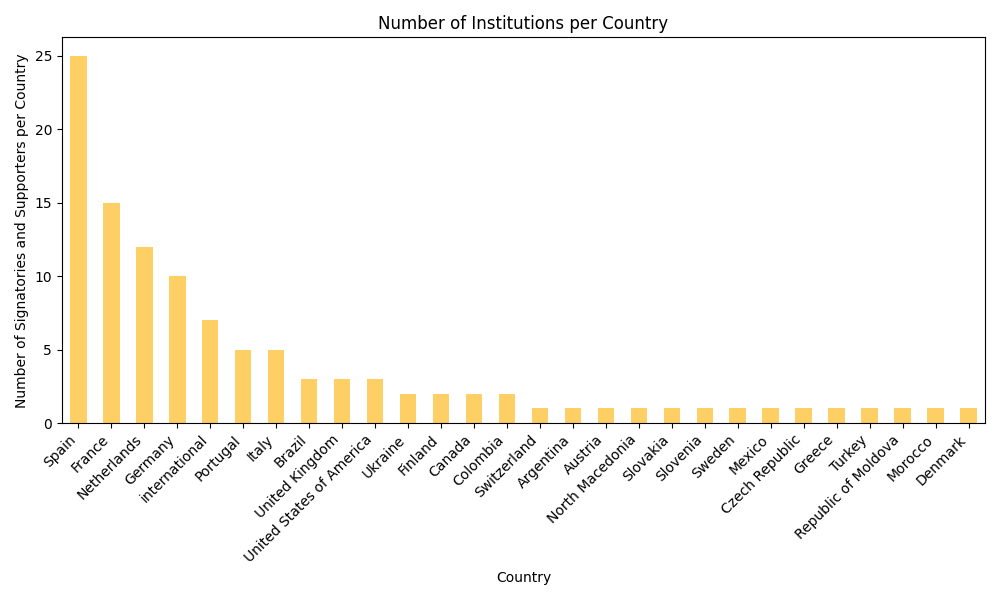 Number of Institutions per Country
Number of Signatories and Supporters per Country
25
20
15
10
5
0
Spain
France
Netherlands
Germany
international
Portugal
Italy
Brazil
United Kingdom
United States of America
Ukraine
Finland
Canada
Colombia
Switzerland
Argentina
Austria
North Macedonia
Slovakia
Slovenia
Sweden
Mexico
Czech Republic
Greece
Turkey
Republic of Moldova
Morocco
Denmark
Country